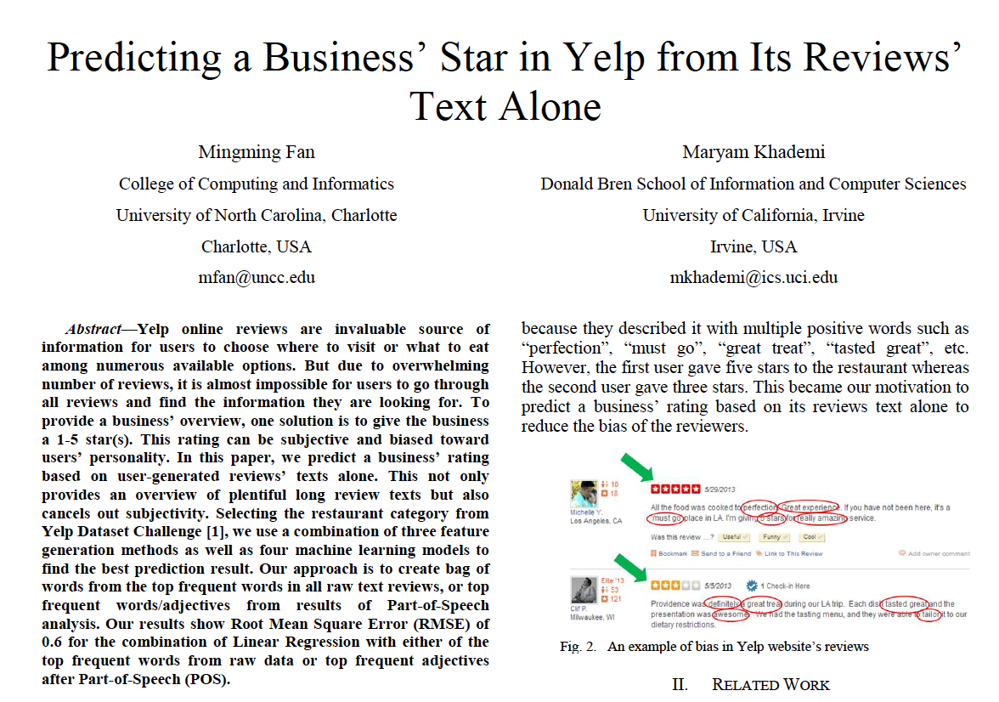 Predicting a Business’ Star in Yelp from Its Reviews’
Text Alone
Mingming Fan
College of Computing and Informatics
University of North Carolina, Charlotte
Charlotte, USA
mfan@uncc.edu
Maryam Khademi
Donald Bren School of Information and Computer Sciences
University of California, Irvine
Irvine, USA
mkhademi@ics.uci.edu
Abstract—Yelp online reviews are invaluable source of
information for users to choose where to visit or what to eat
among numerous available options. But due to overwhelming
number of reviews, it is almost impossible for users to go through
all reviews and find the information they are looking for. To
provide a business’ overview, one solution is to give the business
a 1-5 star(s). This rating can be subjective and biased toward
users’ personality. In this paper, we predict a business’ rating
based on user-generated reviews’ texts alone. This not only
provides an overview of plentiful long review texts but also
cancels out subjectivity. Selecting the restaurant category from
Yelp Dataset Challenge [1], we use a combination of three feature
generation methods as well as four machine learning models to
find the best prediction result. Our approach is to create bag of
words from the top frequent words in all raw text reviews, or top
frequent words/adjectives from results of Part-of-Speech
analysis. Our results show Root Mean Square Error (RMSE) of
0.6 for the combination of Linear Regression with either of the
top frequent words from raw data or top frequent adjectives
after Part-of-Speech (POS).
because they described it with multiple positive words such as
“perfection”, “must go”, “great treat”, “tasted great”, etc.
However, the first user gave five stars to the restaurant whereas
the second user gave three stars. This became our motivation to
predict a business’ rating based on its reviews text alone to
reduce the bias of the reviewers.
10
18
Michelle Y.
Los Angeles, CA
5/29/2013
All the food was cooked to perfection. Great experience. If you have not been here, it's a
must go place in LA. I'm giving 5 stars for really amazing service.
Was this review ...? Useful Funny Cool
Bookmark Send to a Friend Link to This Review
Add owner comment
Elite '13
53
121
Clif P.
Milwaukee, WI
5/5/2013 1 Check-in Here
Providence was definitely a great treat during our LA trip. Each dish tasted great and the
presentation was awesome. We had the tasting menu, and they were able to tailor it to our
dietary restrictions.
Fig. 2. An example of bias in Yelp website’s reviews
II. RELATED WORK